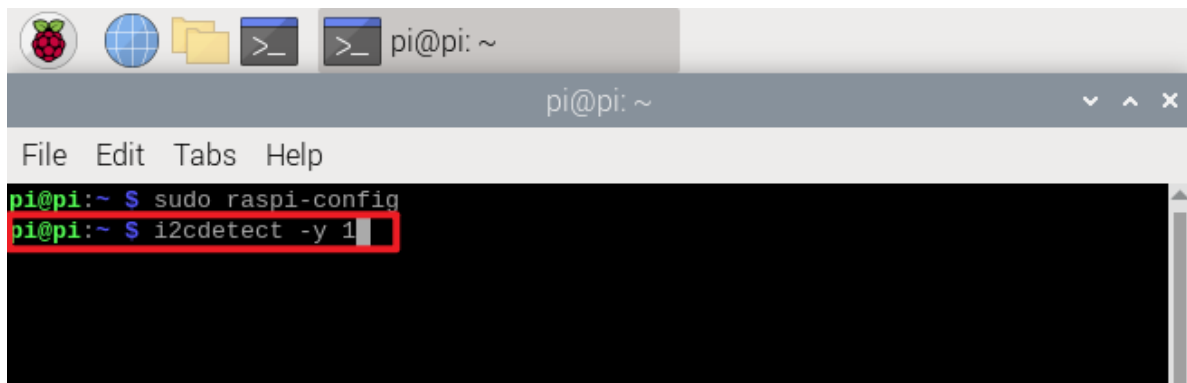 >_ >_ pi@pi: ~
pi@pi: ~
File Edit Tabs Help
pi@pi:~ $ sudo raspi-config
pi@pi:~ $ i2cdetect -y 1